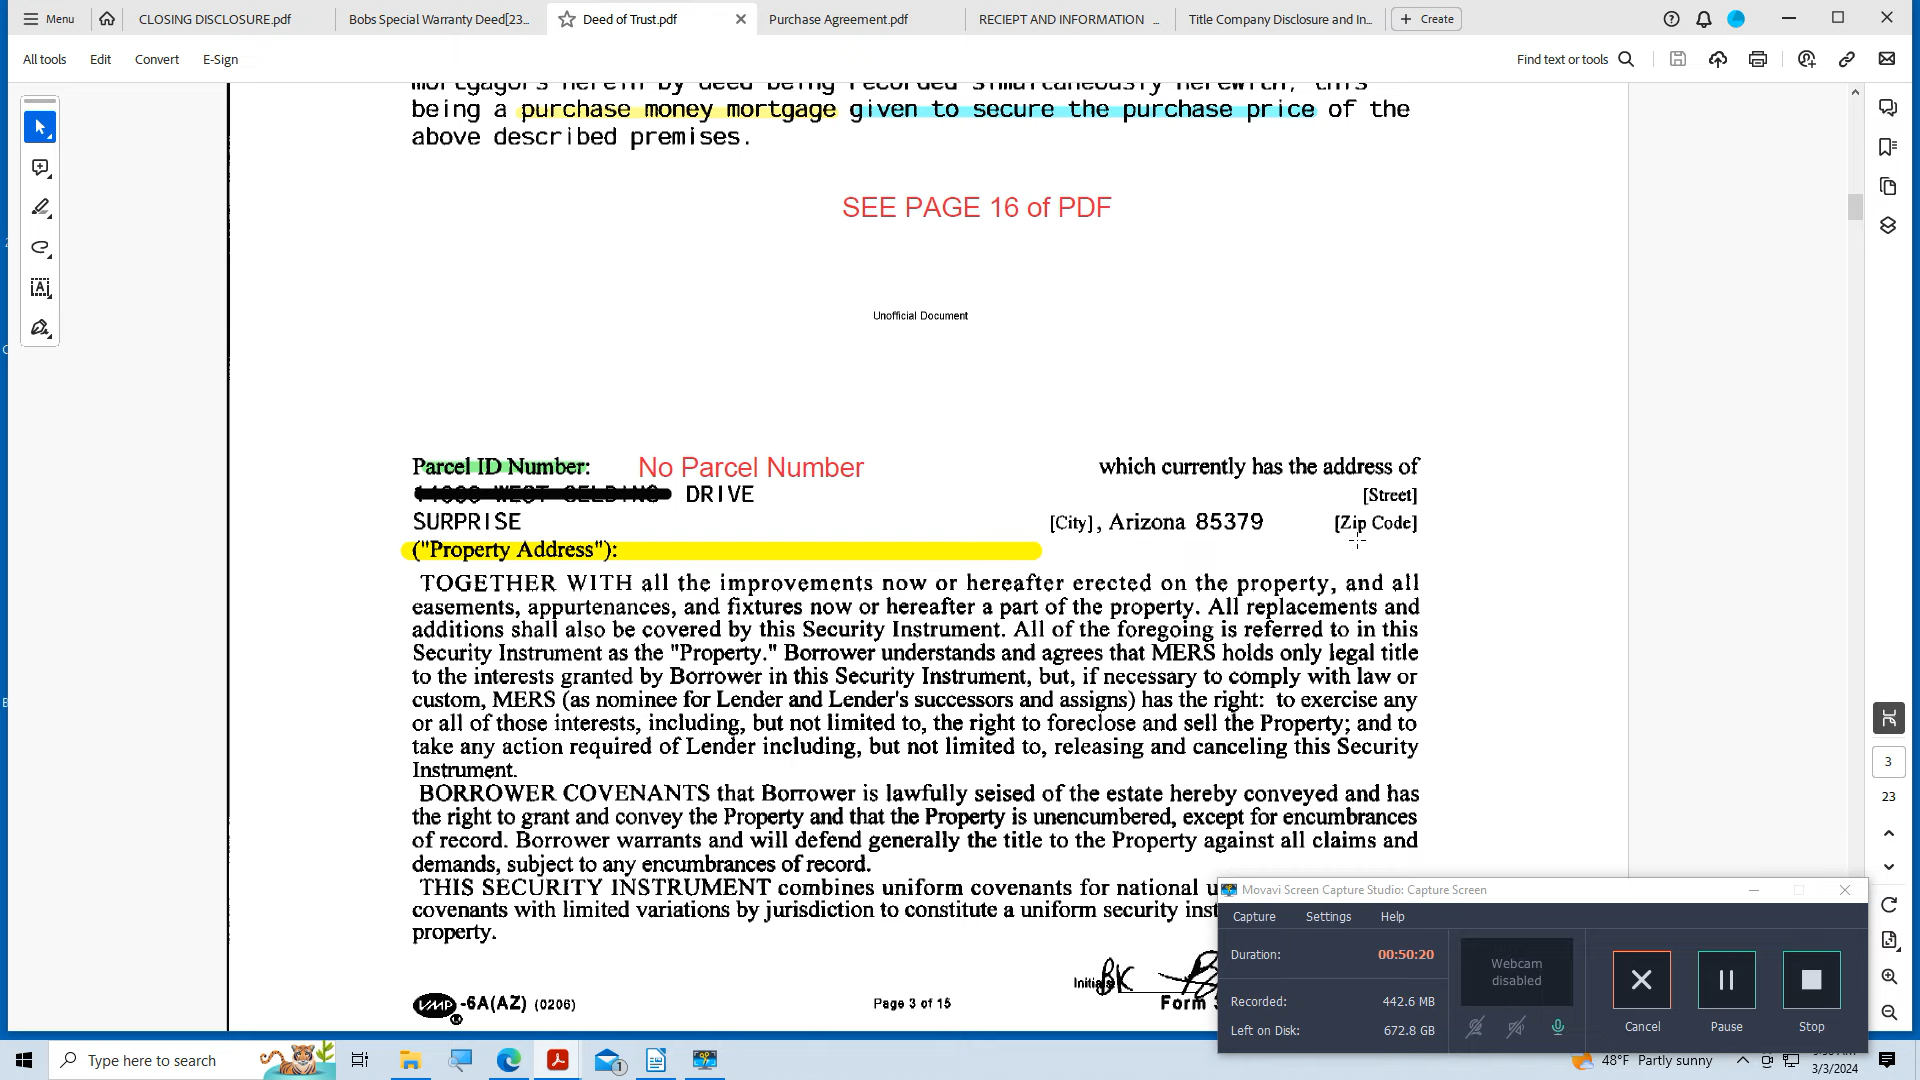 Menu
CLOSING DISCLOSURE.pdf
Bobs Special Warranty Deed[23...
Deed of Trust.pdf
Purchase Agreement.pdf
RECIEPT AND INFORMATION ...
Title Company Disclosure and In...
Create
All tools
Edit
Convert
E-Sign
Find text or tools
mortgagors herein by deed being recorded simultaneously herewith, this
being a purchase money mortgage given to secure the purchase price of the
above described premises.
SEE PAGE 16 of PDF
Unofficial Document
Parcel ID Number: No Parcel Number which currently has the address of
DRIVE [Street]
SURPRISE [City], Arizona 85379 [Zip Code]
("Property Address"):
TOGETHER WITH all the improvements now or hereafter erected on the property, and all
easements, appurtenances, and fixtures now or hereafter a part of the property. All replacements and
additions shall also be covered by this Security Instrument. All of the foregoing is referred to in this
Security Instrument as the "Property." Borrower understands and agrees that MERS holds only legal title
to the interests granted by Borrower in this Security Instrument, but, if necessary to comply with law or
custom, MERS (as nominee for Lender and Lender's successors and assigns) has the right: to exercise any
or all of those interests, including, but not limited to, the right to foreclose and sell the Property; and to
take any action required of Lender including, but not limited to, releasing and canceling this Security
Instrument.
BORROWER COVENANTS that Borrower is lawfully seised of the estate hereby conveyed and has
the right to grant and convey the Property and that the Property is unencumbered, except for encumbrances
of record. Borrower warrants and will defend generally the title to the Property against all claims and
demands, subject to any encumbrances of record.
THIS SECURITY INSTRUMENT combines uniform covenants for national u
covenants with limited variations by jurisdiction to constitute a uniform security inst
property.
Initials: BK
VMP®-6A(AZ) (0206) Page 3 of 15 Form 3
3
23
Movavi Screen Capture Studio: Capture Screen
Capture
Settings
Help
Duration: 00:50:20
Recorded: 442.6 MB
Left on Disk: 672.8 GB
Webcam
disabled
Cancel
Pause
Stop
Type here to search
1
48°F Partly sunny
3/3/2024